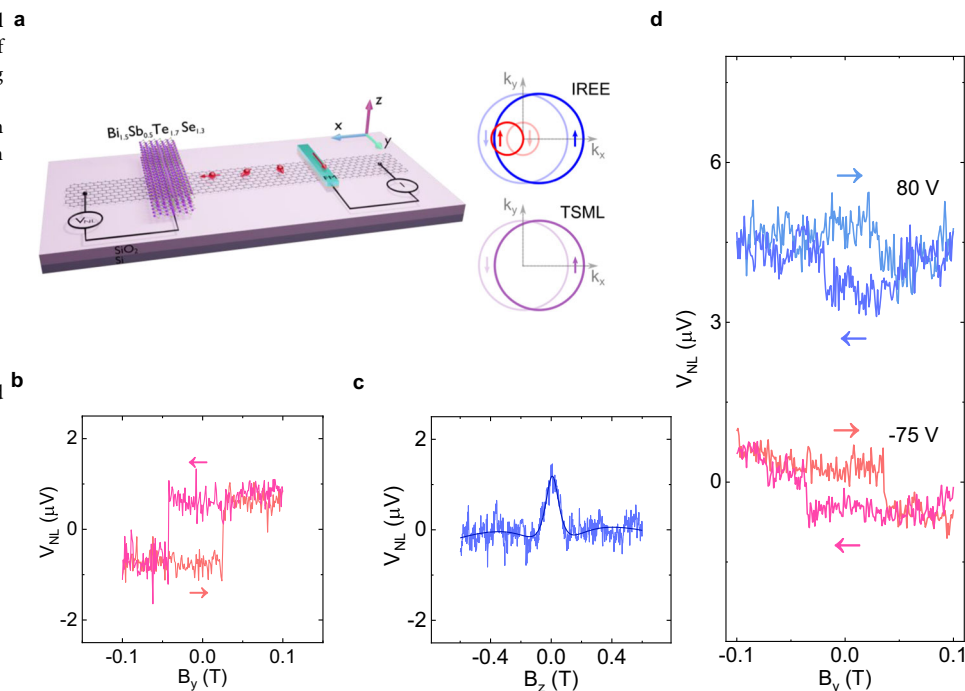 l
f
g
n
n
l
a
Bi1.5Sb0.5Te1.7Se1.3
x
z
y
VNL
I
SiO2
Si
ky
IREE
kx
ky
TSML
kx
b
VNL (μV)
2
0
-2
-0.1
0.0
0.1
By (T)
c
VNL (μV)
2
0
-2
-0.4
0.0
0.4
Bz (T)
d
VNL (μV)
6
3
0
80 V
-75 V
-0.1
0.0
0.1
By (T)